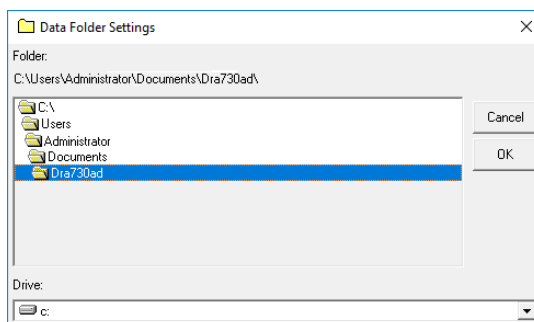 Data Folder Settings
Folder:
C:\Users\Administrator\Documents\Dra730ad\
C:\
Users
Administrator
Documents
Dra730ad
Cancel
OK
Drive:
c: